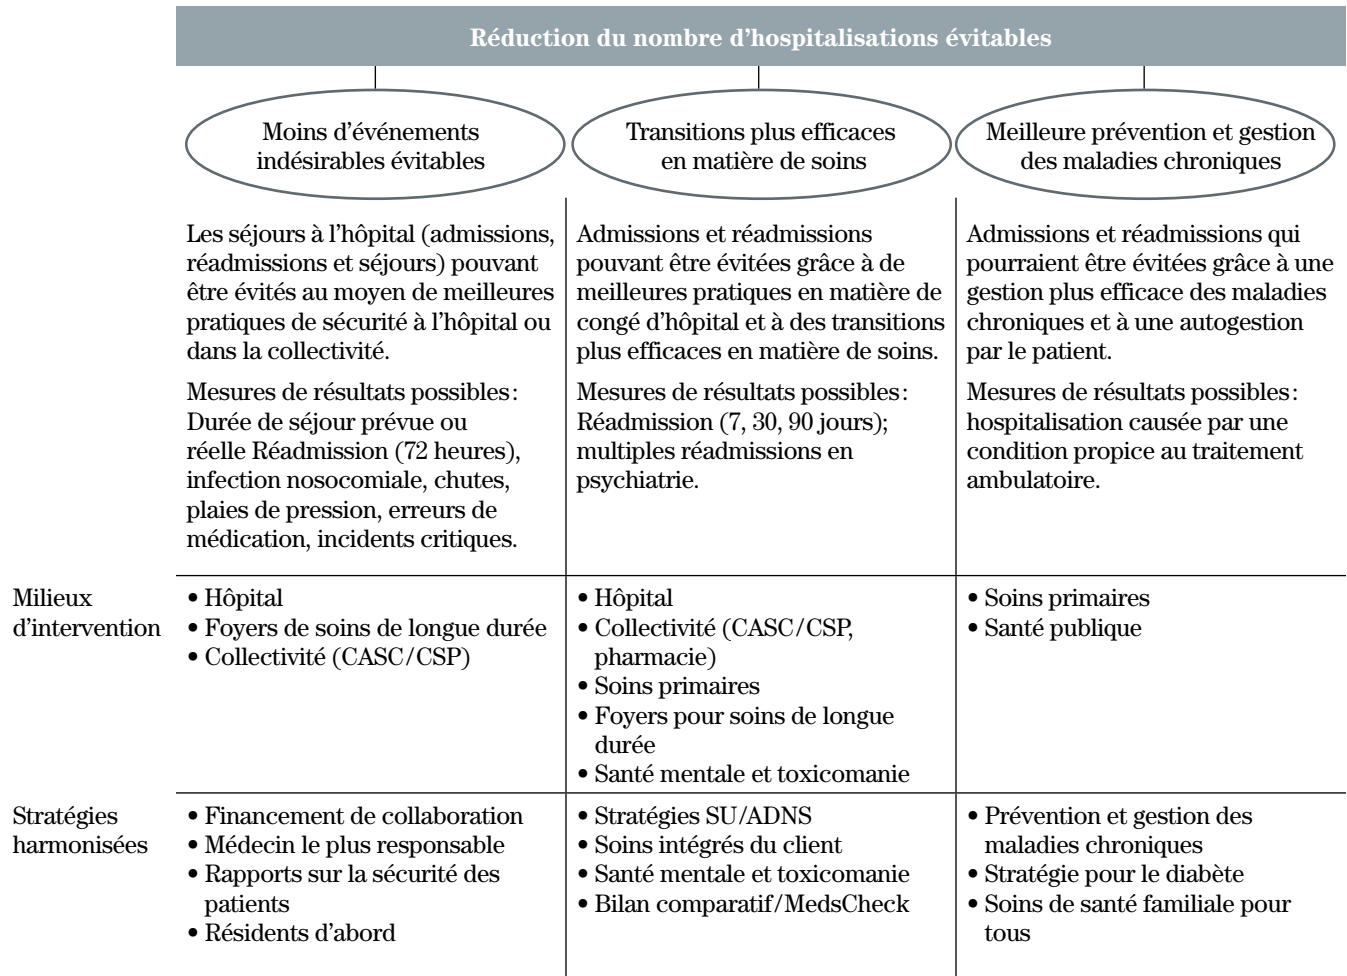 Réduction du nombre d'hospitalisations évitables
Moins d'événements
indésirables évitables
Transitions plus efficaces
en matière de soins
Meilleure prévention et gestion
des maladies chroniques
Les séjours à l'hôpital (admissions,
réadmissions et séjours) pouvant
être évités au moyen de meilleures
pratiques de sécurité à l'hôpital ou
dans la collectivité.
Mesures de résultats possibles :
Durée de séjour prévue ou
réelle Réadmission (72 heures),
infection nosocomiale, chutes,
plaies de pression, erreurs de
médication, incidents critiques.
Admissions et réadmissions
pouvant être évitées grâce à de
meilleures pratiques en matière de
congé d'hôpital et à des transitions
plus efficaces en matière de soins.
Mesures de résultats possibles :
Réadmission (7, 30, 90 jours);
multiples réadmissions en
psychiatrie.
Admissions et réadmissions qui
pourraient être évitées grâce à une
gestion plus efficace des maladies
chroniques et à une autogestion
par le patient.
Mesures de résultats possibles :
hospitalisation causée par une
condition propice au traitement
ambulatoire.
Milieux
d'intervention
• Hôpital
• Foyers de soins de longue durée
• Collectivité (CASC/CSP)
• Hôpital
• Collectivité (CASC/CSP,
pharmacie)
• Soins primaires
• Foyers pour soins de longue
durée
• Santé mentale et toxicomanie
• Soins primaires
• Santé publique
Stratégies
harmonisées
• Financement de collaboration
• Médecin le plus responsable
• Rapports sur la sécurité des
patients
• Résidents d'abord
• Stratégies SU/ADNS
• Soins intégrés du client
• Santé mentale et toxicomanie
• Bilan comparatif/MedsCheck
• Prévention et gestion des
maladies chroniques
• Stratégie pour le diabète
• Soins de santé familiale pour
tous